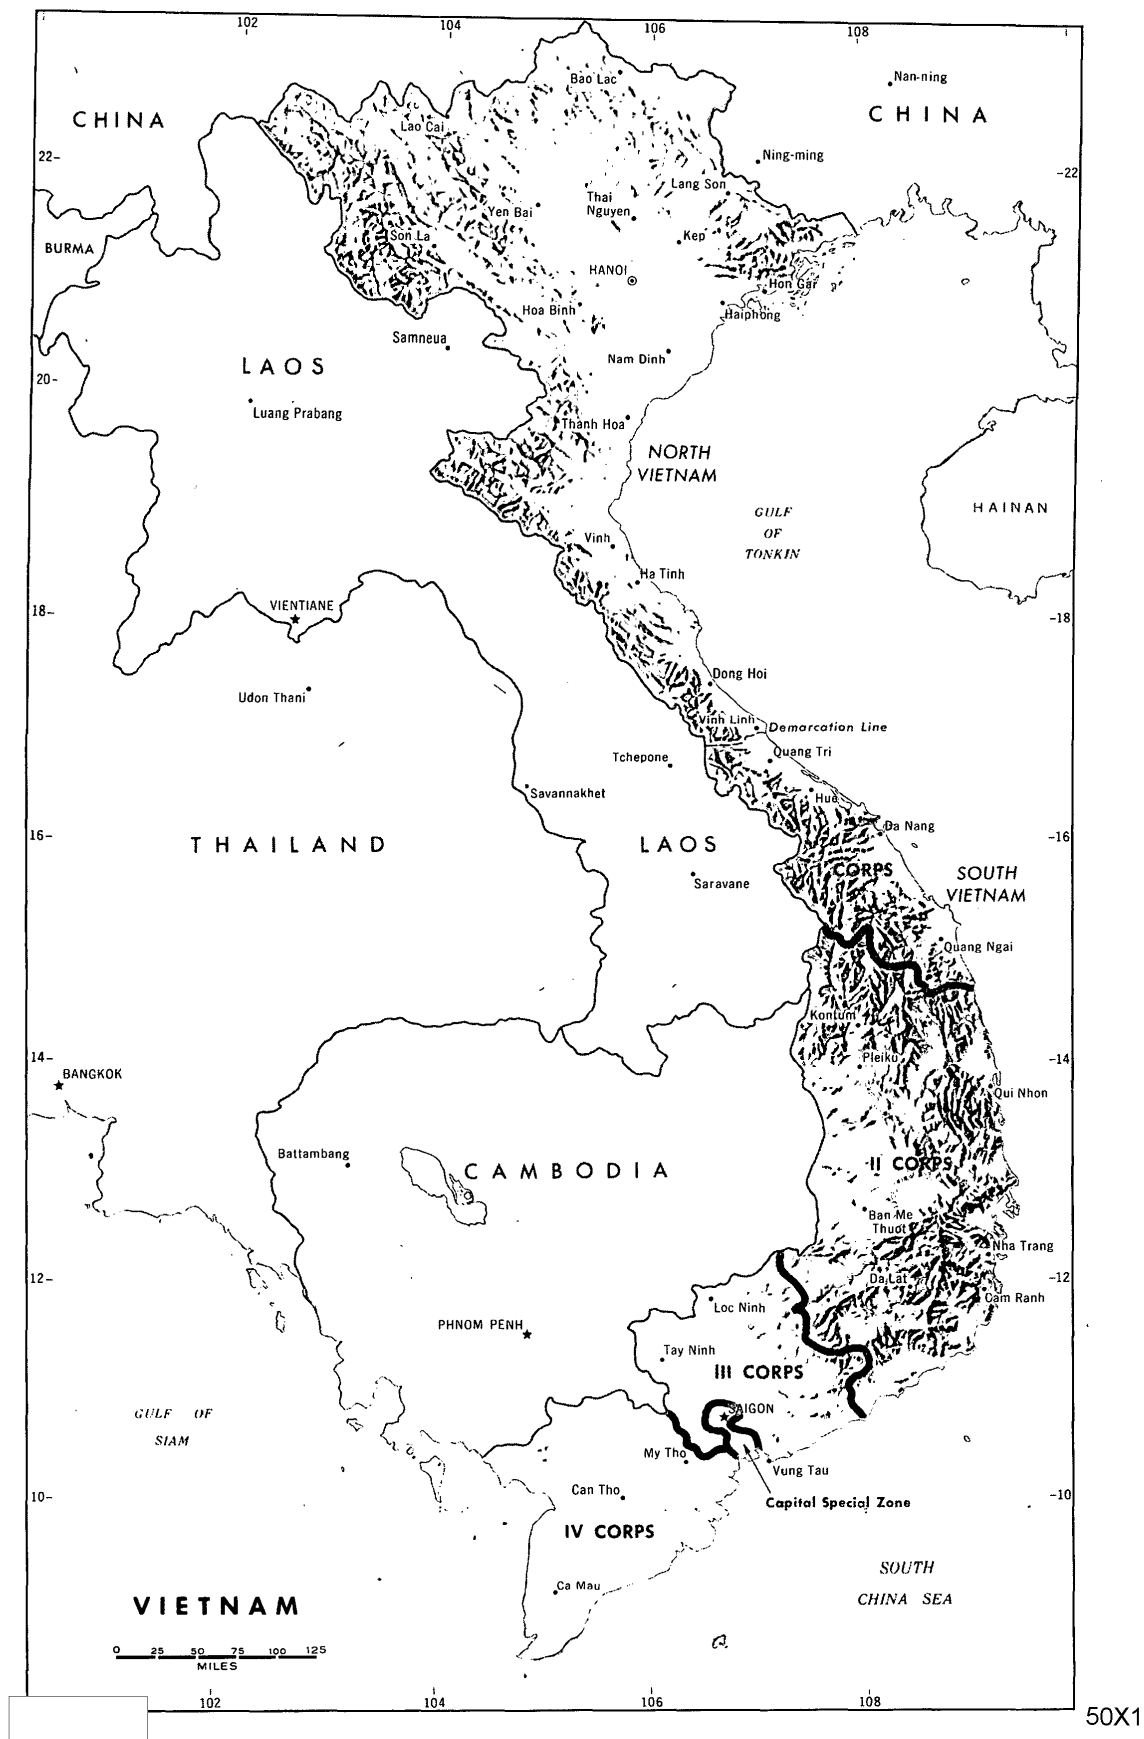 102
104
106
108
Bao Lac
Nan-ning
CHINA
CHINA
Lao Cai
22-
Ning-ming
-22
Lang Son
Thai
Nguyen
Yen Bai
Son La
Kep
BURMA
HANOI
Hon Gar
Hoa Binh
Haiphong
Samneua
Nam Dinh
LAOS
20-
Luang Prabang
Thanh Hoa
NORTH
VIETNAM
HAINAN
GULF
OF
TONKIN
Vinh
Ha Tinh
VIENTIANE
18-
-18
Dong Hoi
Udon Thani
Vinh Linh
Demarcation Line
Quang Tri
Tchepone
Savannakhet
Hue
Da Nang
16-
-16
THAILAND
LAOS
I CORPS
SOUTH
VIETNAM
Saravane
Quang Ngai
Kontum
14-
Pleiku
-14
BANGKOK
Qui Nhon
Battambang
CAMBODIA
II CORPS
Ban Me
Thuot
Nha Trang
12-
Da Lat
-12
Cam Ranh
Loc Ninh
PHNOM PENH
Tay Ninh
III CORPS
SAIGON
GULF OF
SIAM
My Tho
Vung Tau
Can Tho
10-
-10
Capital Special Zone
IV CORPS
SOUTH
CHINA SEA
Ca Mau
VIETNAM
0 25 50 75 100 125
MILES
102
104
106
108
50X1